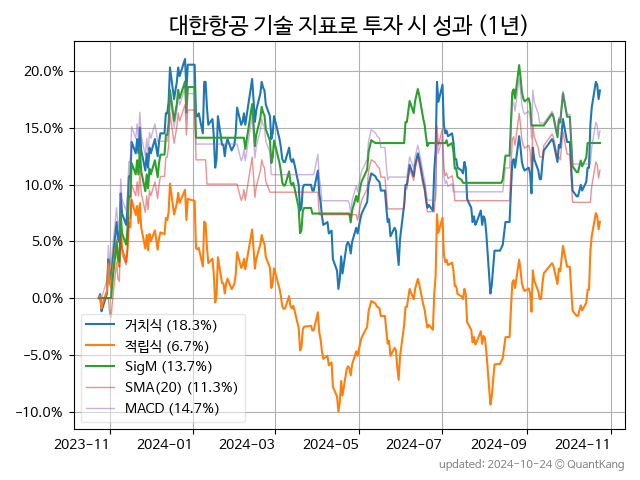 대한항공 기술 지표로 투자 시 성과 (1년)
20.0%
15.0%
10.0%
5.0%
0.0%
−5.0%
−10.0%
거치식 (18.3%)
적립식 (6.7%)
SigM (13.7%)
SMA(20) (11.3%)
MACD (14.7%)
2023-11 2024-01 2024-03 2024-05 2024-07 2024-09 2024-11
updated: 2024-10-24 © QuantKang